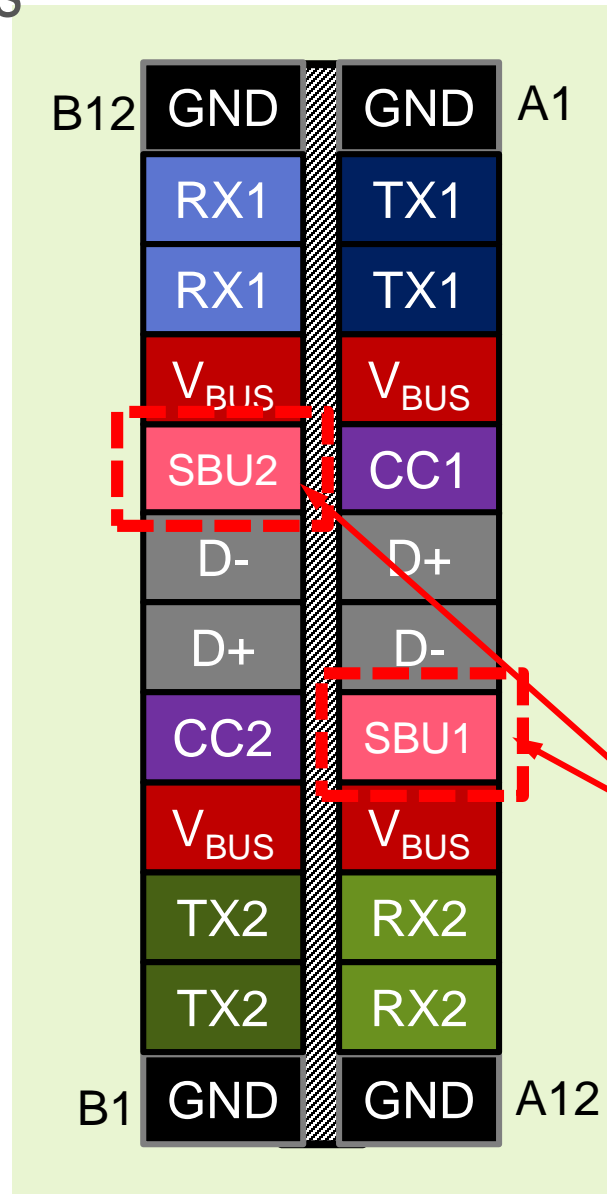 s
B12 GND GND A1
RX1 TX1
RX1 TX1
VBUS VBUS
SBU2 CC1
D- D+
D+ D-
CC2 SBU1
VBUS VBUS
TX2 RX2
TX2 RX2
B1 GND GND A12